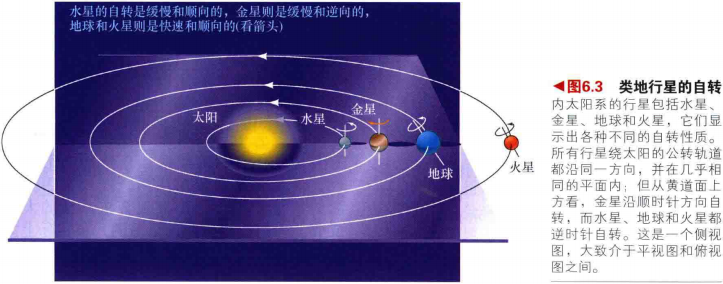 水星的自转是缓慢和顺向的，金星则是缓慢和逆向的，
地球和火星则是快速和顺向的(看箭头)
太阳
水星
金星
地球
火星
◀图6.3 类地行星的自转
内太阳系的行星包括水星、
金星、地球和火星，它们显
示出各种不同的自转性质。
所有行星绕太阳的公转轨道
都沿同一方向，并在几乎相
同的平面内；但从黄道面上
方看，金星沿顺时针方向自
转，而水星、地球和火星都
逆时针自转。这是一个侧视
图，大致介于平视图和俯视
图之间。